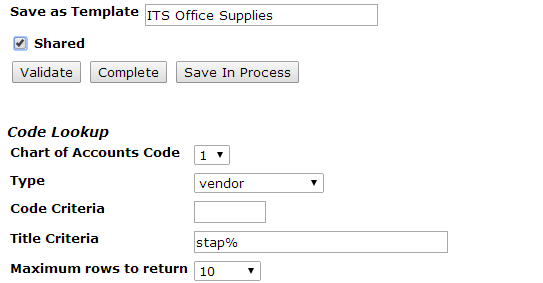 Save as Template ITS Office Supplies
Shared
Validate Complete Save In Process
Code Lookup
Chart of Accounts Code 1
Type vendor
Code Criteria
Title Criteria stap%
Maximum rows to return 10